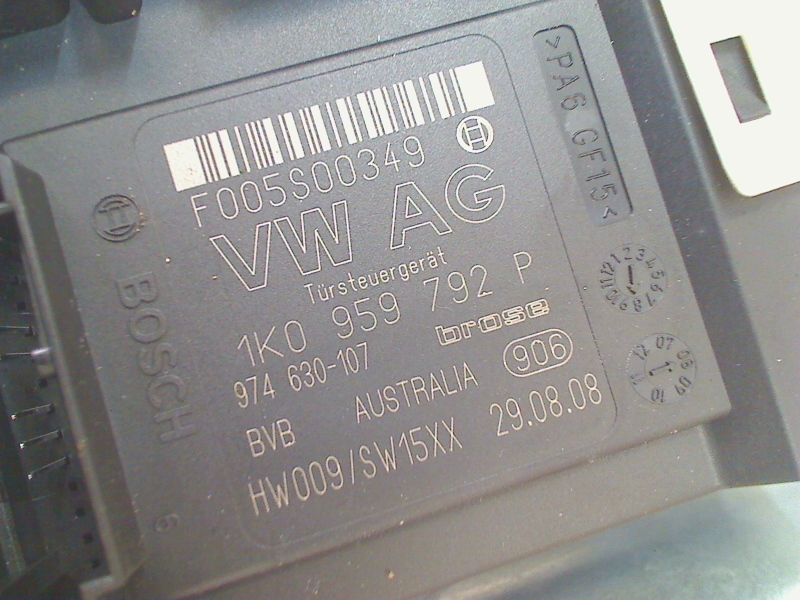 >PA6 GF15<
F005S00349
VW AG
Türsteuergerät
1K0 959 792 P
brose
974 630-107
906
BVB AUSTRALIA
HW009/SW15XX 29.08.08
BOSCH
6